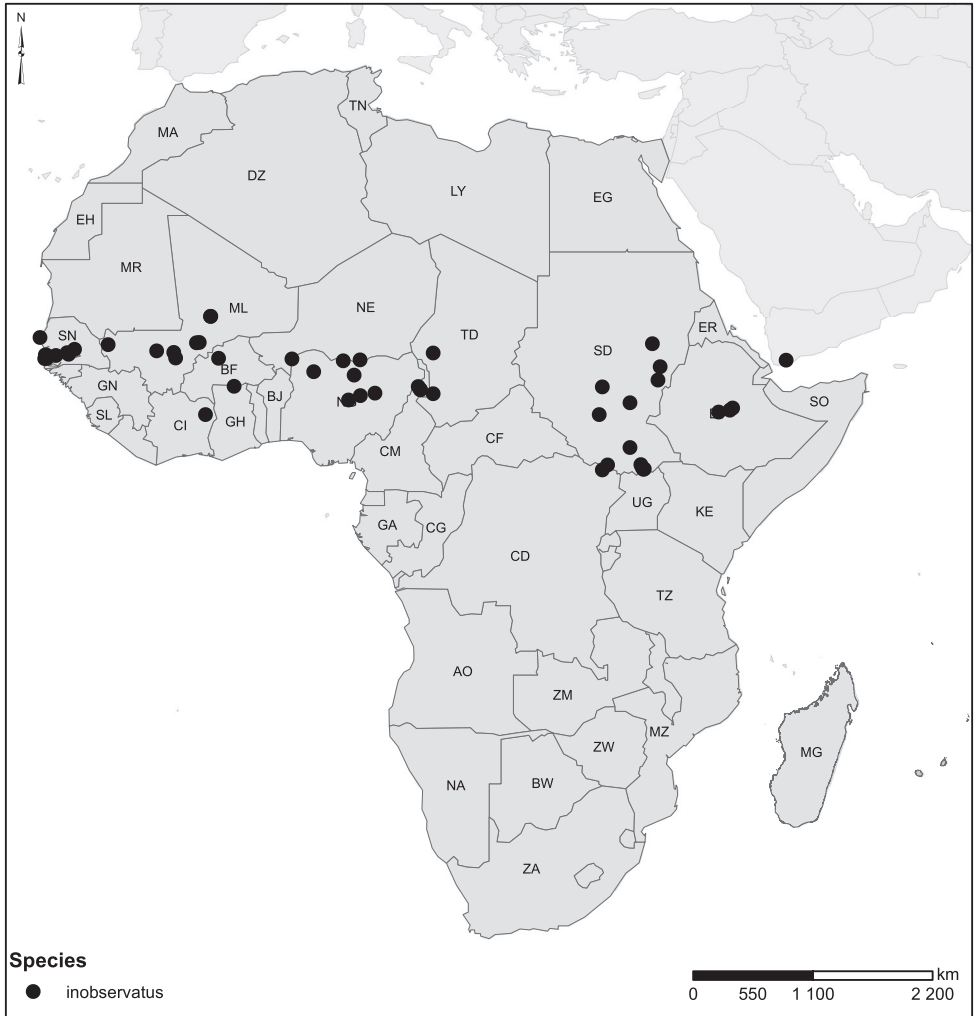 N
TN
MA
DZ
LY
EG
EH
MR
ML
NE
TD
SD
ER
SN
BF
GN
BJ
SL
CI
GH
SO
CM
CF
UG
KE
GA
CG
CD
TZ
AO
ZM
MZ
ZW
MG
NA
BW
ZA
Species
inobservatus
km
0 550 1 100 2 200